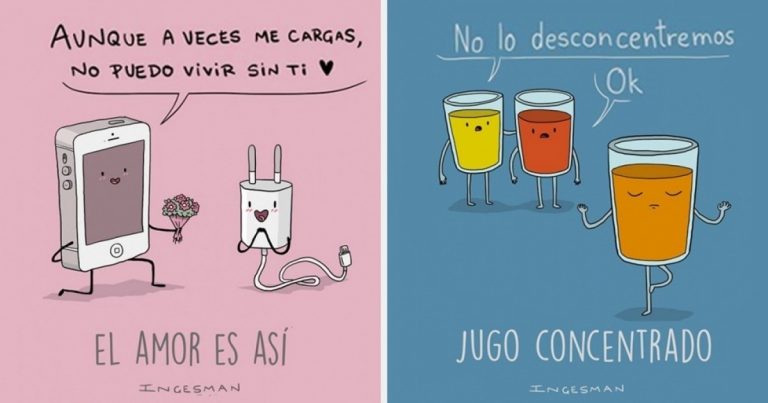 AUNQUE A VECES ME CARGAS,
NO PUEDO VIVIR SIN TI ♥
EL AMOR ES ASÍ
INGESMAN
No lo desconcentremos
Ok
JUGO CONCENTRADO
INGESMAN